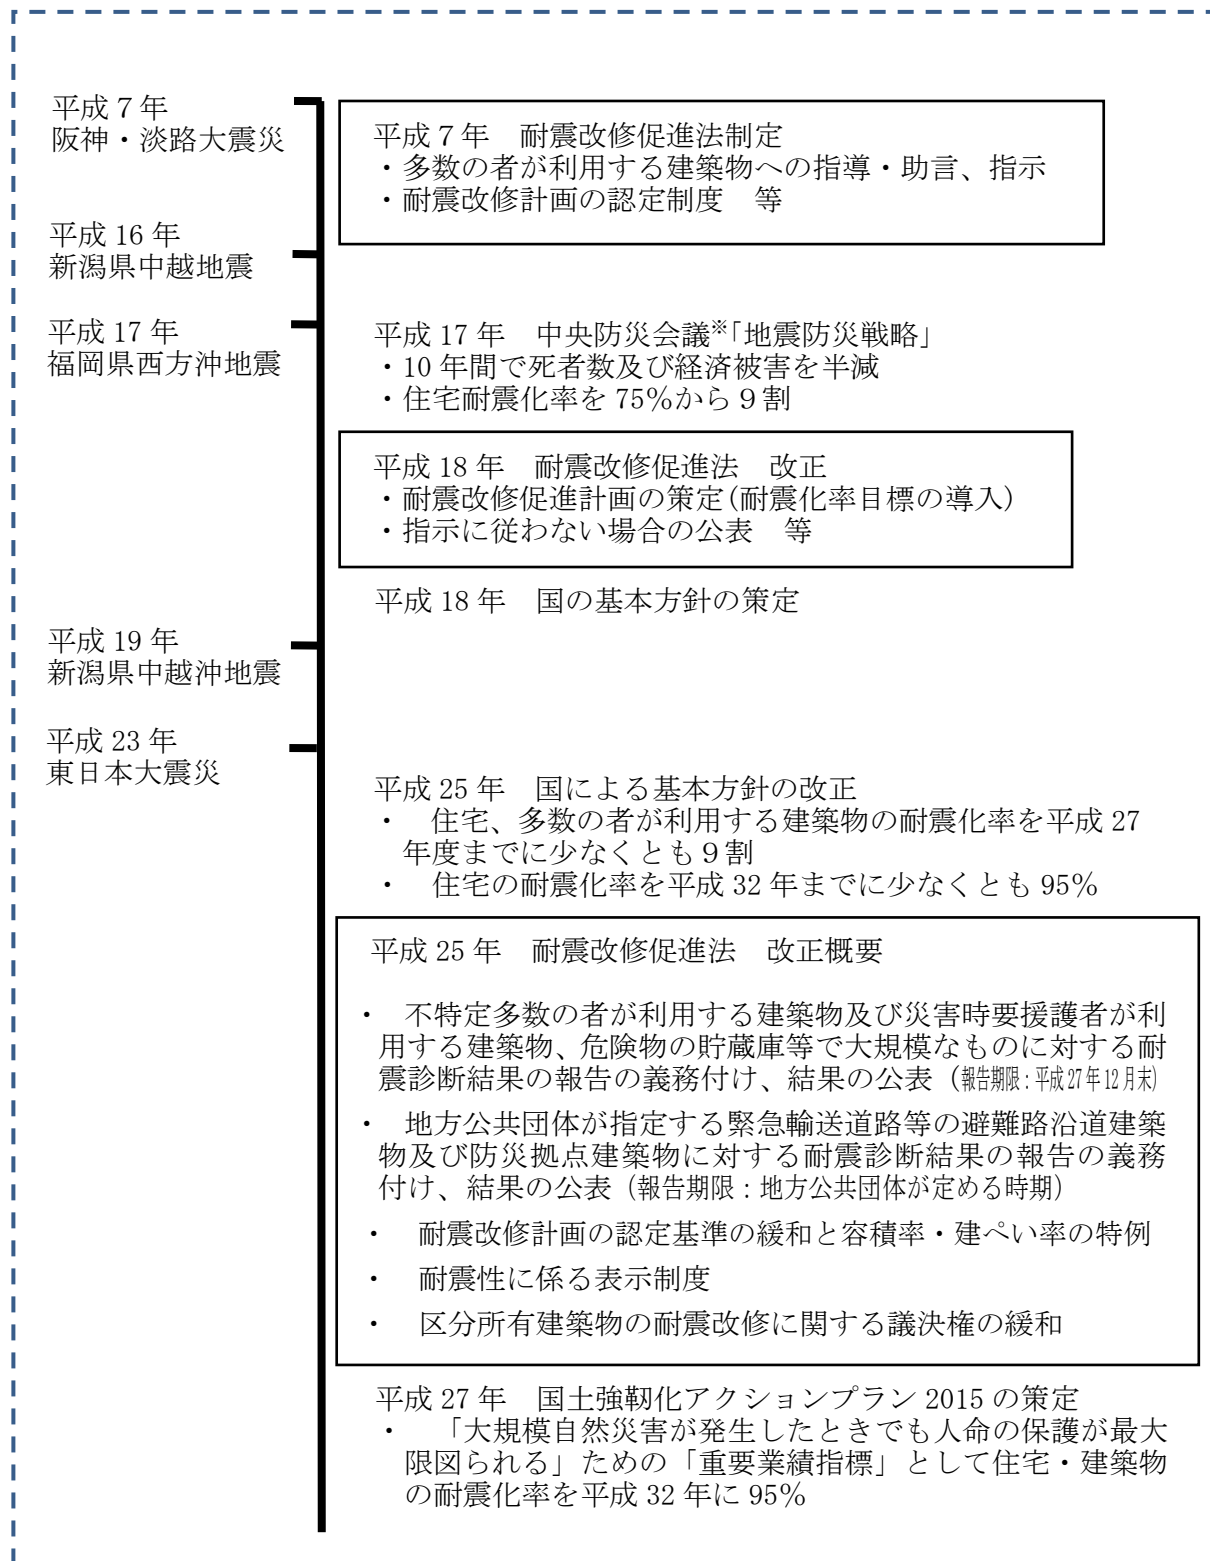 平成７年
阪神・淡路大震災
平成７年　耐震改修促進法制定
・多数の者が利用する建築物への指導・助言、指示
・耐震改修計画の認定制度　等
平成 16 年
新潟県中越地震
平成 17 年
福岡県西方沖地震
平成 17 年　中央防災会議※「地震防災戦略」
・10 年間で死者数及び経済被害を半減
・住宅耐震化率を 75％から９割
平成 18 年　耐震改修促進法　改正
・耐震改修促進計画の策定（耐震化率目標の導入）
・指示に従わない場合の公表　等
平成 18 年　国の基本方針の策定
平成 19 年
新潟県中越沖地震
平成 23 年
東日本大震災
平成 25 年　国による基本方針の改正
・　住宅、多数の者が利用する建築物の耐震化率を平成 27
年度までに少なくとも９割
・　住宅の耐震化率を平成 32 年までに少なくとも 95％
平成 25 年　耐震改修促進法　改正概要
・　不特定多数の者が利用する建築物及び災害時要援護者が利
用する建築物、危険物の貯蔵庫等で大規模なものに対する耐
震診断結果の報告の義務付け、結果の公表（報告期限：平成27年12月末）
・　地方公共団体が指定する緊急輸送道路等の避難路沿道建築
物及び防災拠点建築物に対する耐震診断結果の報告の義務
付け、結果の公表（報告期限：地方公共団体が定める時期）
・　耐震改修計画の認定基準の緩和と容積率・建ぺい率の特例
・　耐震性に係る表示制度
・　区分所有建築物の耐震改修に関する議決権の緩和
平成 27 年　国土強靭化アクションプラン 2015 の策定
・　「大規模自然災害が発生したときでも人命の保護が最大
限図られる」ための「重要業績指標」として住宅・建築物
の耐震化率を平成 32 年に 95％